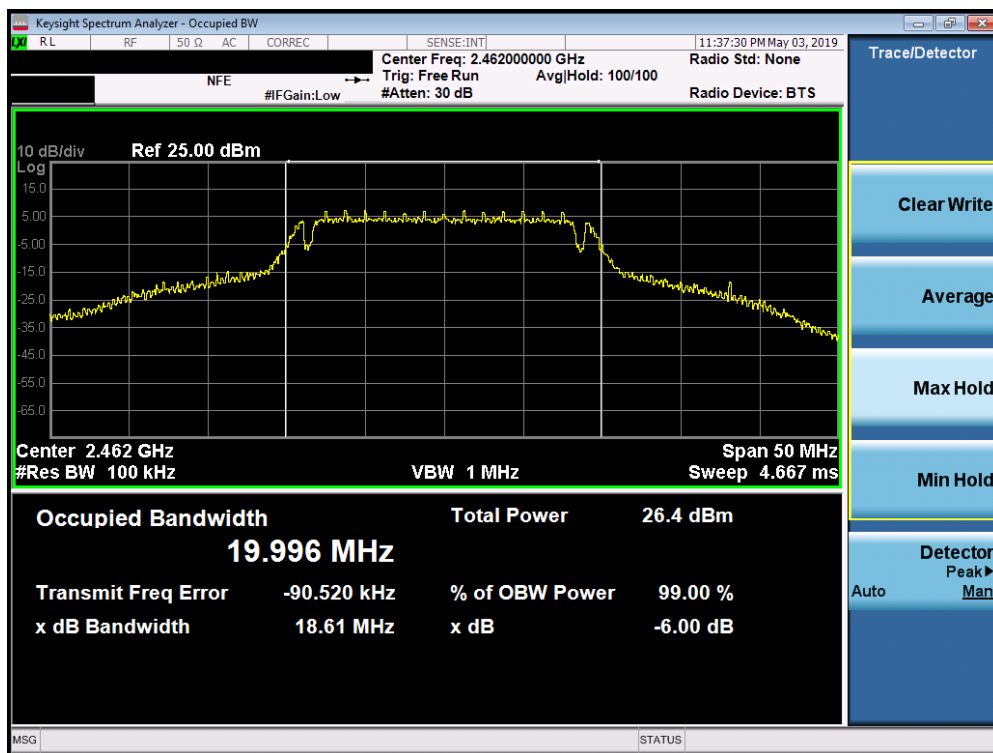 Keysight Spectrum Analyzer - Occupied BW
LXI RL RF 50 Ω AC CORREC SENSE:INT 11:37:30 PM May 03, 2019
Center Freq: 2.462000000 GHz Radio Std: None
NFE Trig: Free Run Avg|Hold: 100/100
#IFGain:Low #Atten: 30 dB Radio Device: BTS
10 dB/div Ref 25.00 dBm
Log
15.0
5.00
-5.00
-15.0
-25.0
-35.0
-45.0
-55.0
-65.0
Center 2.462 GHz Span 50 MHz
#Res BW 100 kHz VBW 1 MHz Sweep 4.667 ms
Occupied Bandwidth Total Power 26.4 dBm
19.996 MHz
Transmit Freq Error -90.520 kHz % of OBW Power 99.00 %
x dB Bandwidth 18.61 MHz x dB -6.00 dB
MSG STATUS
Trace/Detector
Clear Write
Average
Max Hold
Min Hold
Detector
Peak▶
Auto Man